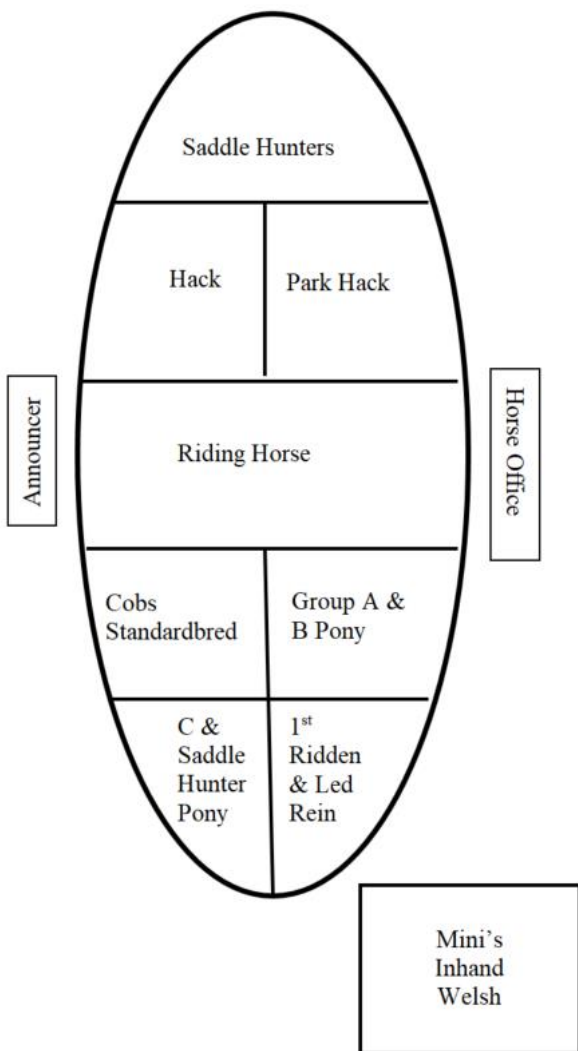 Saddle Hunters
Hack
Park Hack
Announcer
Riding Horse
Horse Office
Cobs
Standardbred
Group A &
B Pony
C &
Saddle
Hunter
Pony
1st
Ridden
& Led
Rein
Mini’s
Inhand
Welsh